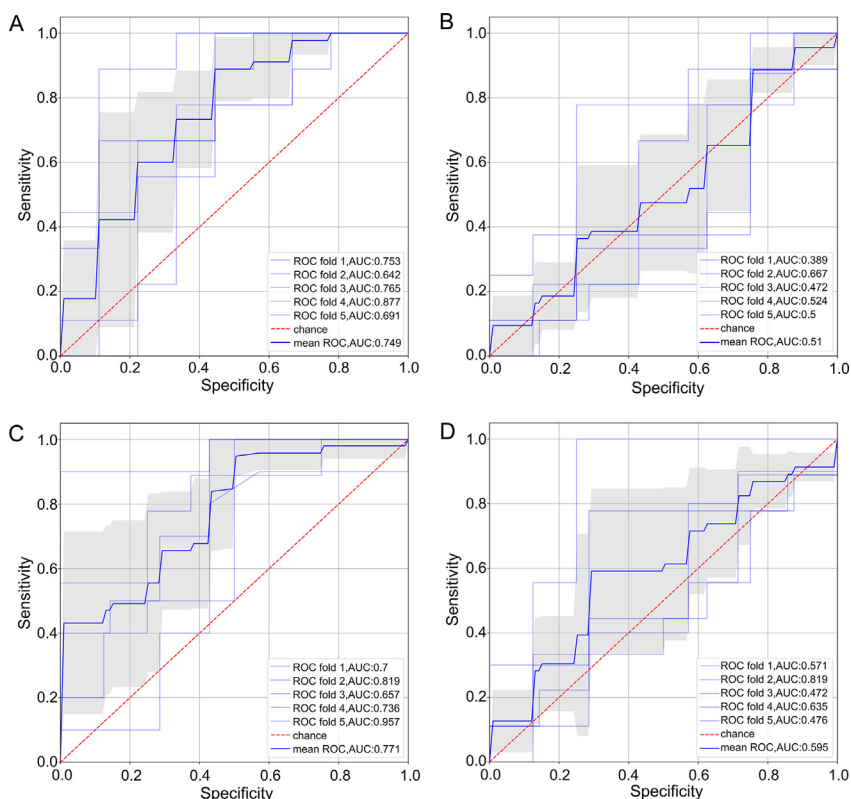 A
1.0
0.8
0.6
0.4
0.2
0.0
Sensitivity
ROC fold 1,AUC:0.753
ROC fold 2,AUC:0.642
ROC fold 3,AUC:0.765
ROC fold 4,AUC:0.877
ROC fold 5,AUC:0.691
chance
mean ROC,AUC:0.749
0.0 0.2 0.4 0.6 0.8 1.0
Specificity
B
1.0
0.8
0.6
0.4
0.2
0.0
Sensitivity
ROC fold 1,AUC:0.389
ROC fold 2,AUC:0.667
ROC fold 3,AUC:0.472
ROC fold 4,AUC:0.524
ROC fold 5,AUC:0.5
chance
mean ROC,AUC:0.51
0.0 0.2 0.4 0.6 0.8 1.0
Specificity
C
1.0
0.8
0.6
0.4
0.2
0.0
Sensitivity
ROC fold 1,AUC:0.7
ROC fold 2,AUC:0.819
ROC fold 3,AUC:0.657
ROC fold 4,AUC:0.736
ROC fold 5,AUC:0.957
chance
mean ROC,AUC:0.771
0.0 0.2 0.4 0.6 0.8 1.0
Specificity
D
1.0
0.8
0.6
0.4
0.2
0.0
Sensitivity
ROC fold 1,AUC:0.571
ROC fold 2,AUC:0.819
ROC fold 3,AUC:0.472
ROC fold 4,AUC:0.635
ROC fold 5,AUC:0.476
chance
mean ROC,AUC:0.595
0.0 0.2 0.4 0.6 0.8 1.0
Specificity